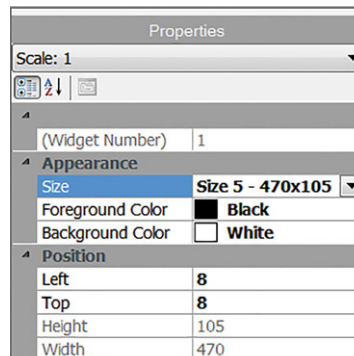 Properties
Scale: 1
(Widget Number) 1
Appearance
Size Size 5 - 470x105
Foreground Color Black
Background Color White
Position
Left 8
Top 8
Height 105
Width 470